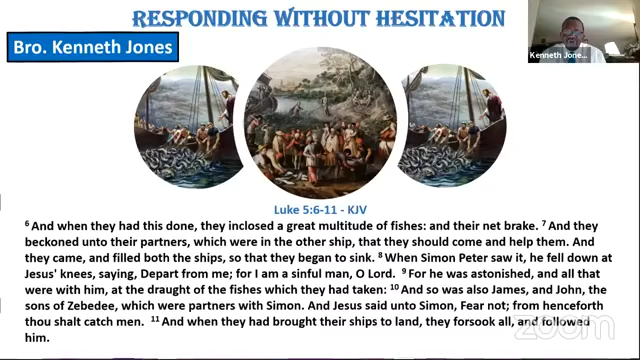 RESPONDING WITHOUT HESITATION
Bro. Kenneth Jones
Kenneth Jone...
Luke 5:6-11 - KJV
6 And when they had this done, they inclosed a great multitude of fishes: and their net brake. 7 And they
beckoned unto their partners, which were in the other ship, that they should come and help them. And
they came, and filled both the ships, so that they began to sink. 8 When Simon Peter saw it, he fell down at
Jesus' knees, saying, Depart from me; for I am a sinful man, O Lord. 9 For he was astonished, and all that
were with him, at the draught of the fishes which they had taken: 10 And so was also James, and John, the
sons of Zebedee, which were partners with Simon. And Jesus said unto Simon, Fear not; from henceforth
thou shalt catch men. 11 And when they had brought their ships to land, they forsook all, and followed
him.
zoom